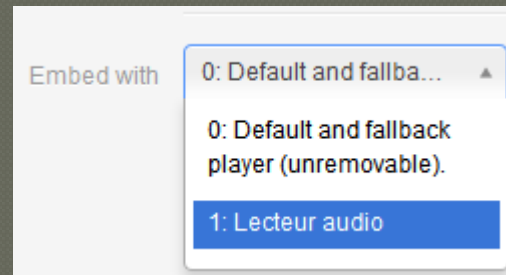 Embed with
0: Default and fallba...
0: Default and fallback
player (unremovable).
1: Lecteur audio